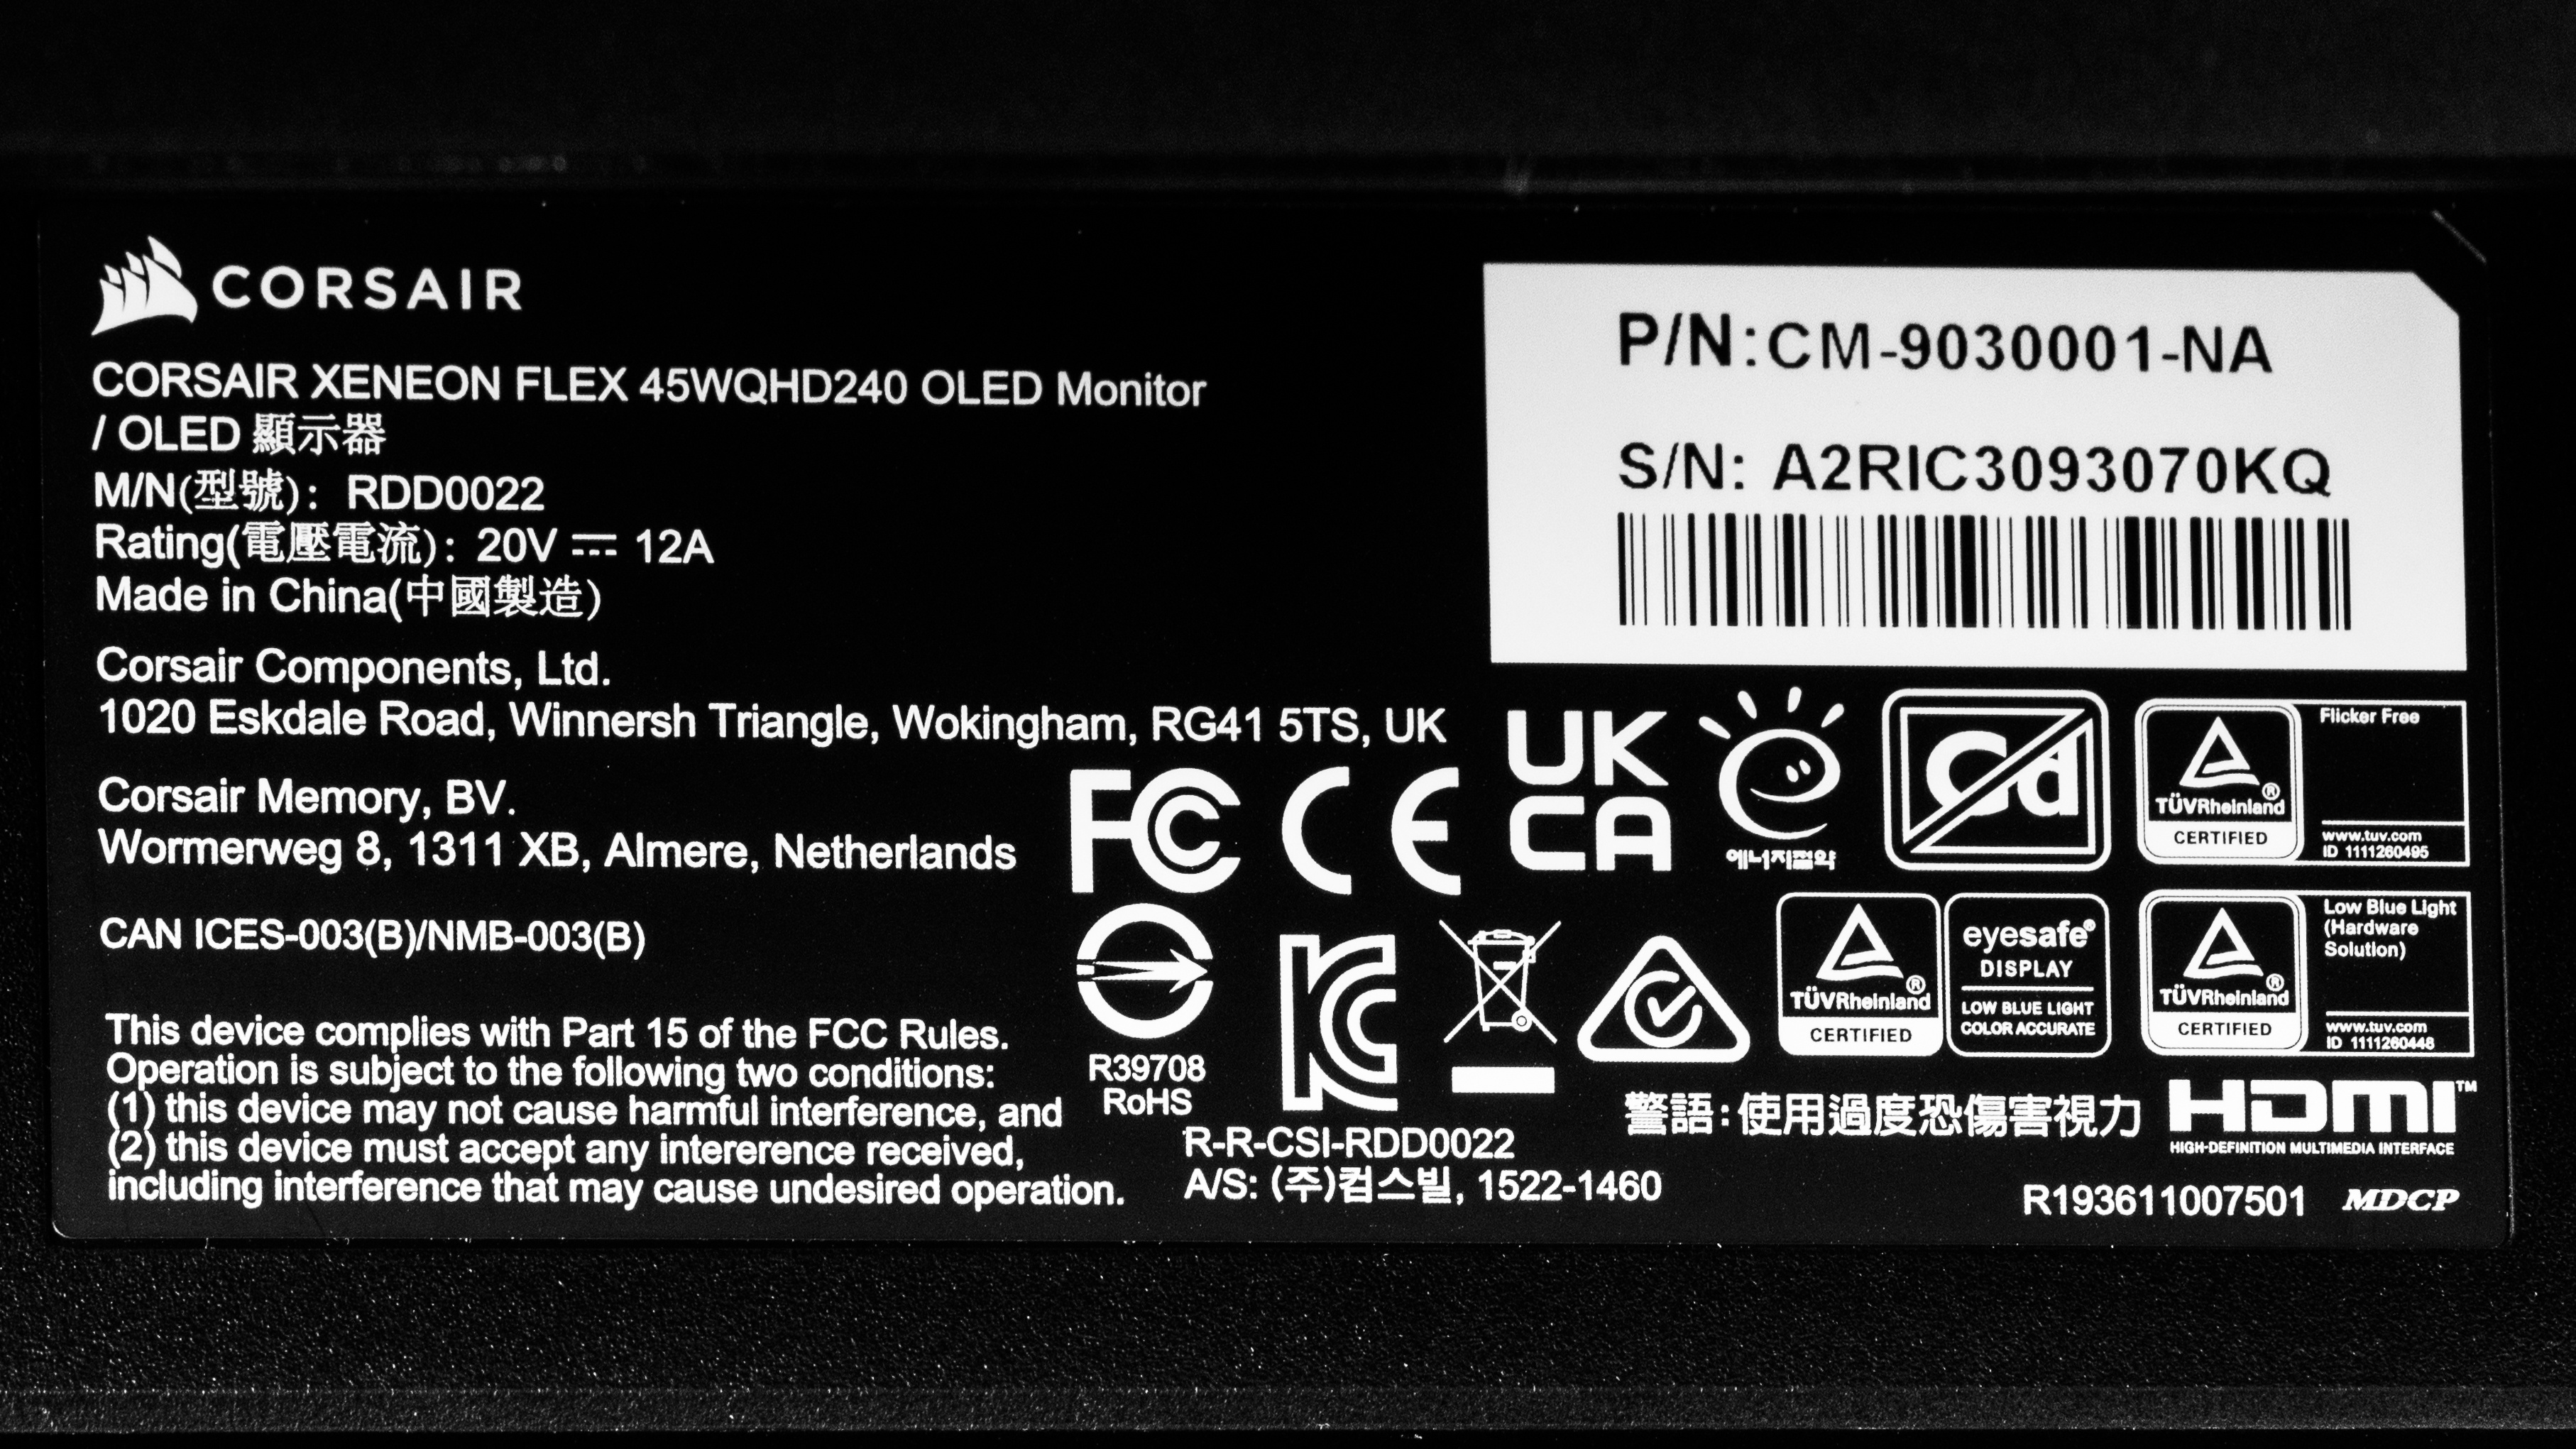 CORSAIR
CORSAIR XENEON FLEX 45WQHD240 OLED Monitor
/ OLED 顯示器
M/N(型號): RDD0022
Rating(電壓電流): 20V ⎓ 12A
Made in China(中國製造)
Corsair Components, Ltd.
1020 Eskdale Road, Winnersh Triangle, Wokingham, RG41 5TS, UK
Corsair Memory, BV.
Wormerweg 8, 1311 XB, Almere, Netherlands
CAN ICES-003(B)/NMB-003(B)
This device complies with Part 15 of the FCC Rules.
Operation is subject to the following two conditions:
(1) this device may not cause harmful interference, and
(2) this device must accept any intererence received,
including interference that may cause undesired operation.
P/N:CM-9030001-NA
S/N: A2RIC3093070KQ
FC
CE
UK
CA
에너지절약
Cd
TÜVRheinland®
CERTIFIED
Flicker Free
www.tuv.com
ID 1111260495
R39708
RoHS
KC
R-R-CSI-RDD0022
A/S: (주)컴스빌, 1522-1460
TÜVRheinland®
CERTIFIED
eyesafe®
DISPLAY
LOW BLUE LIGHT
COLOR ACCURATE
TÜVRheinland®
CERTIFIED
Low Blue Light
(Hardware
Solution)
www.tuv.com
ID 1111260448
警語:使用過度恐傷害視力
HDMI™
HIGH-DEFINITION MULTIMEDIA INTERFACE
R193611007501 MDCP